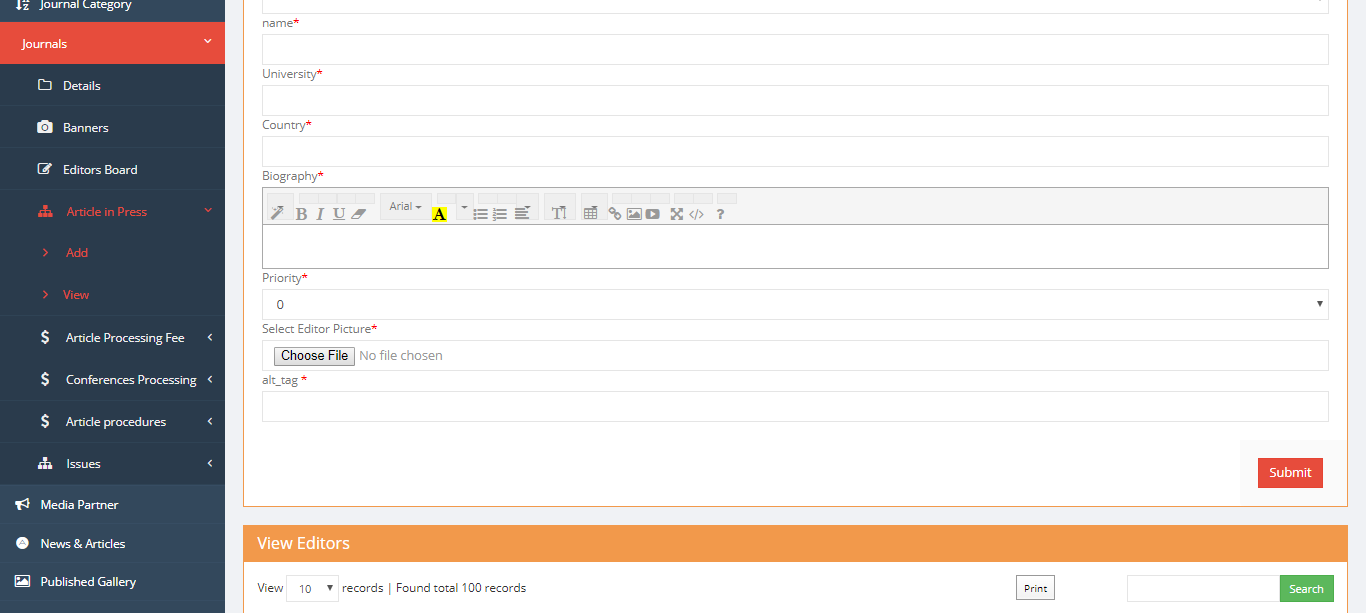 Journal Category
Journals
Details
Banners
Editors Board
Article in Press
Add
View
Article Processing Fee
Conferences Processing
Article procedures
Issues
Media Partner
News & Articles
Published Gallery
name*
University*
Country*
Biography*
B I U Arial A TI ?
Priority*
0
Select Editor Picture*
Choose File No file chosen
alt_tag *
Submit
View Editors
View 10 records | Found total 100 records
Print
Search